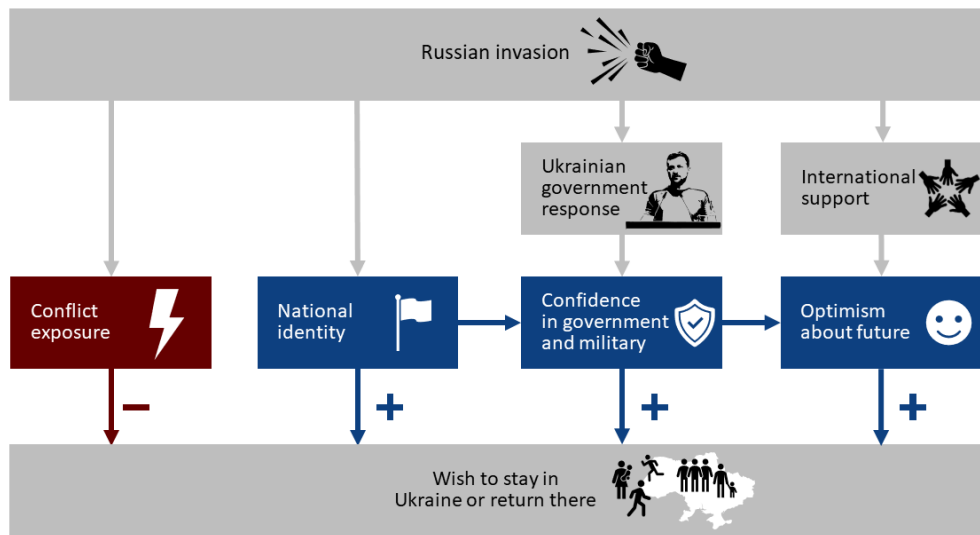 Russian invasion
Ukrainian
government
response
International
support
Conflict
exposure
National
identity
Confidence
in government
and military
Optimism
about future
−
+
+
+
Wish to stay in
Ukraine or return there